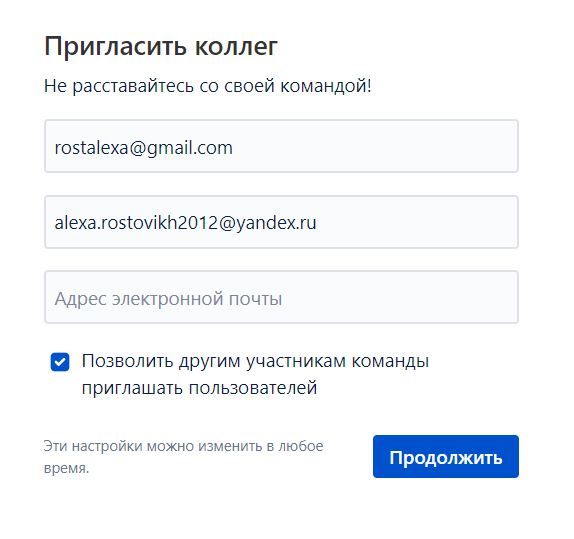 Пригласить коллег
Не расставайтесь со своей командой!
rostalexa@gmail.com
alexa.rostovikh2012@yandex.ru
Адрес электронной почты
Позволить другим участникам команды
приглашать пользователей
Эти настройки можно изменить в любое
время.
Продолжить